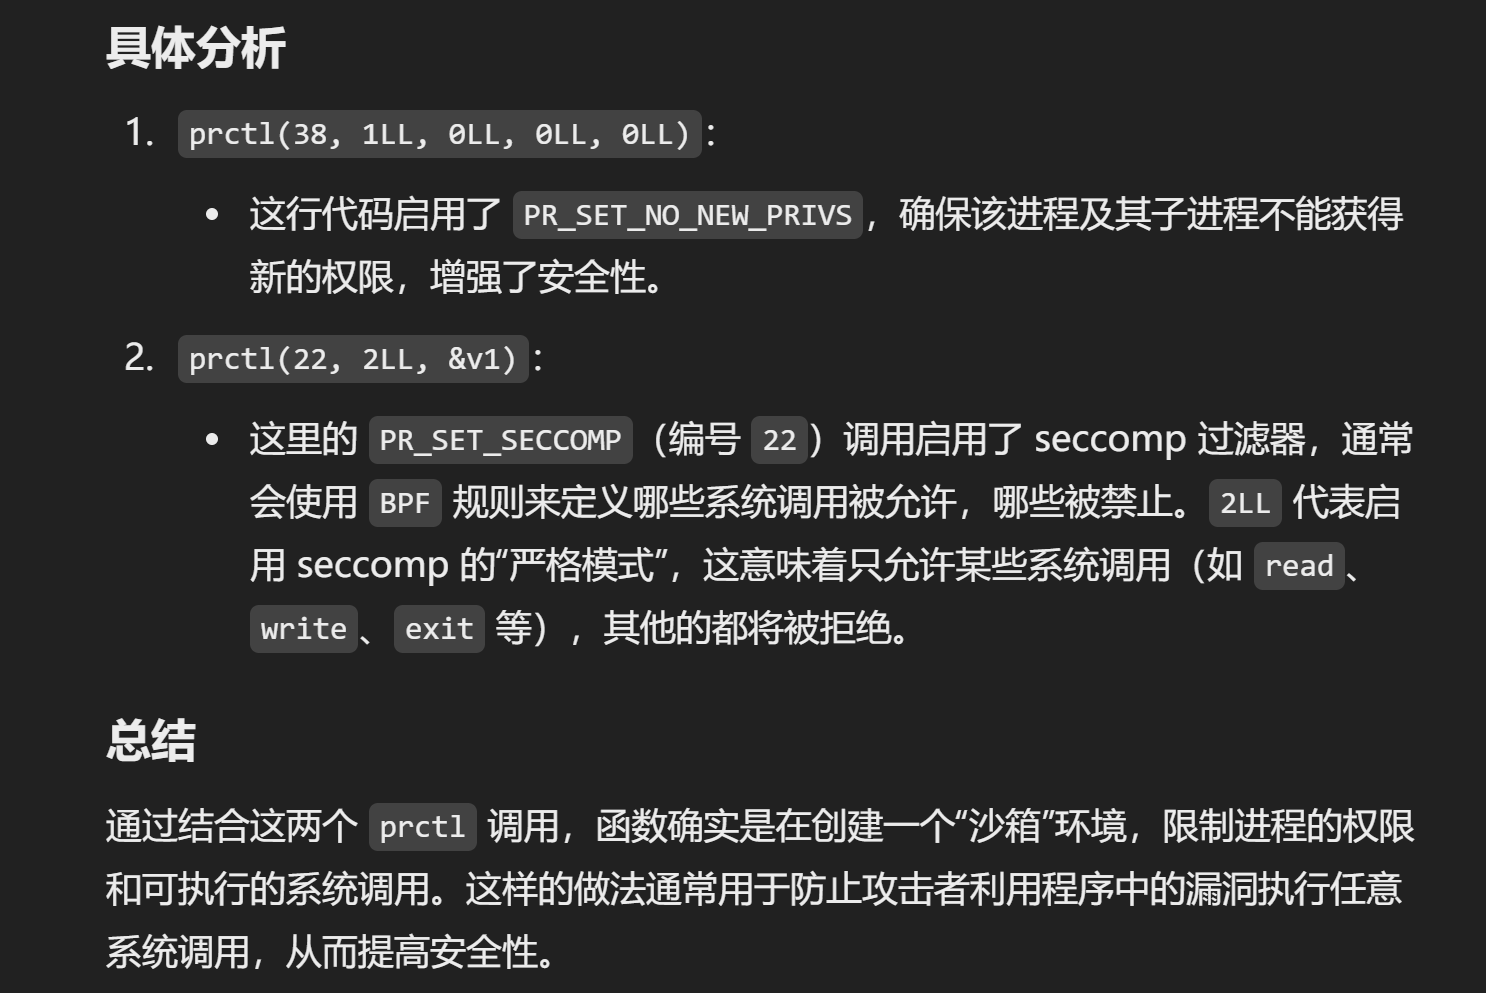 具体分析
1. prctl(38, 1LL, 0LL, 0LL, 0LL)：
• 这行代码启用了 PR_SET_NO_NEW_PRIVS，确保该进程及其子进程不能获得
新的权限，增强了安全性。
2. prctl(22, 2LL, &v1)：
• 这里的 PR_SET_SECCOMP（编号 22）调用启用了 seccomp 过滤器，通常
会使用 BPF 规则来定义哪些系统调用被允许，哪些被禁止。2LL 代表启
用 seccomp 的“严格模式”，这意味着只允许某些系统调用（如 read、
write、exit 等），其他的都将被拒绝。
总结
通过结合这两个 prctl 调用，函数确实是在创建一个“沙箱”环境，限制进程的权限
和可执行的系统调用。这样的做法通常用于防止攻击者利用程序中的漏洞执行任意
系统调用，从而提高安全性。